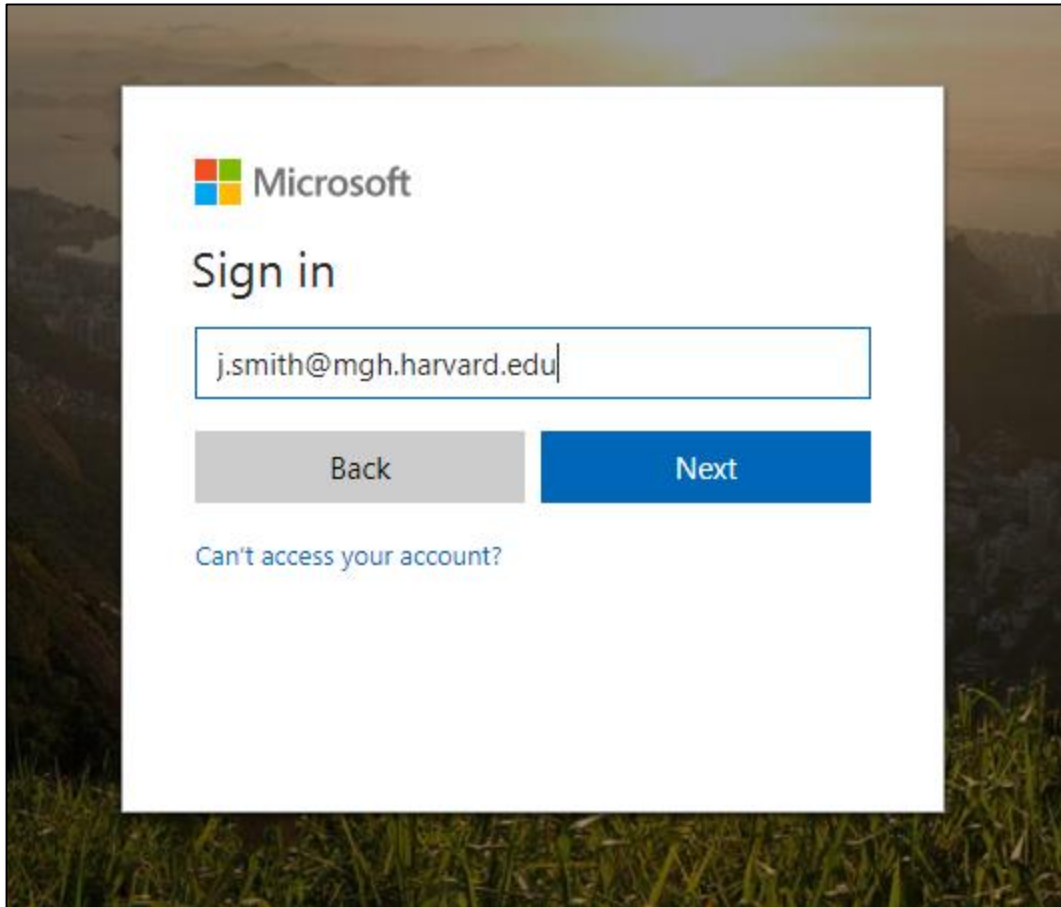 Microsoft
Sign in
j.smith@mgh.harvard.edu
Back Next
Can't access your account?